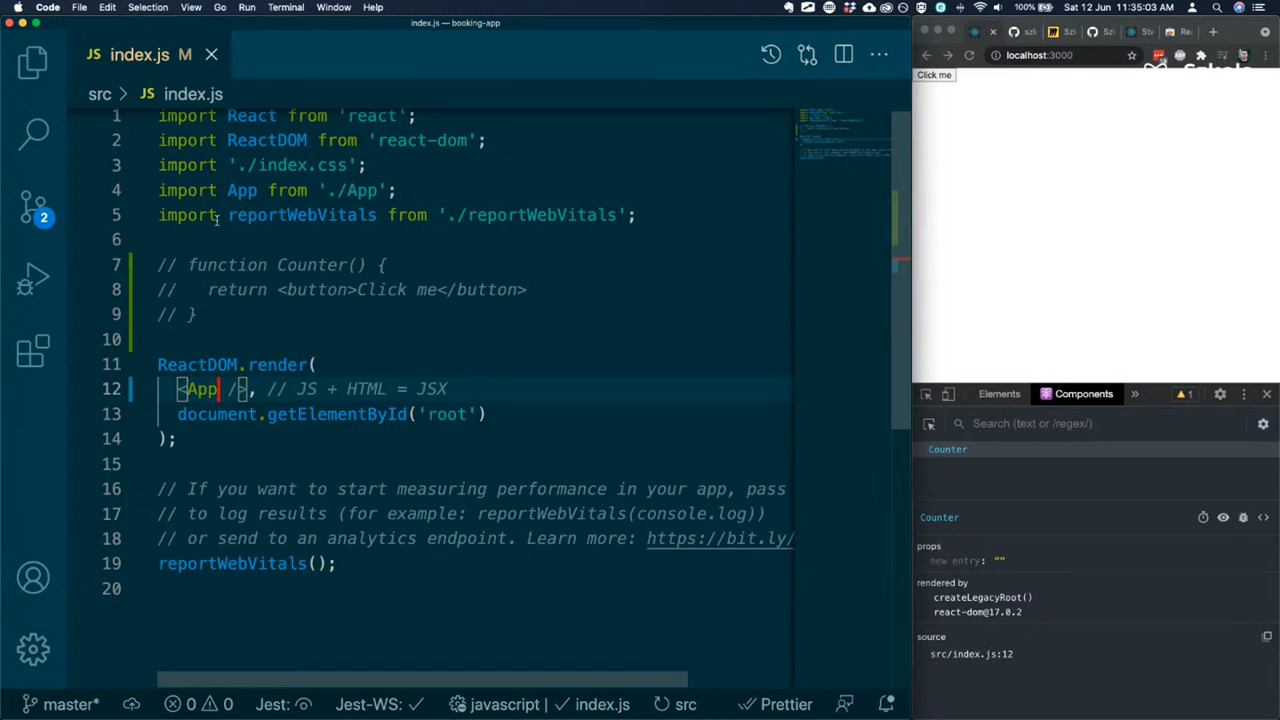 Code File Edit Selection View Go Run Terminal Window Help
100% Sat 12 Jun 11:35:03
index.js — booking-app
JS index.js M
src > JS index.js
1 import React from 'react';
2 import ReactDOM from 'react-dom';
3 import './index.css';
4 import App from './App';
5 import reportWebVitals from './reportWebVitals';
6
7 // function Counter() {
8 //   return <button>Click me</button>
9 // }
10
11 ReactDOM.render(
12 <App />, // JS + HTML = JSX
13 document.getElementById('root')
14 );
15
16 // If you want to start measuring performance in your app, pass
17 // to log results (for example: reportWebVitals(console.log))
18 // or send to an analytics endpoint. Learn more: https://bit.ly/
19 reportWebVitals();
20
2
master* 0 0 Jest: Jest-WS: javascript | index.js src Prettier
localhost:3000
Click me
Elements Components » 1
Search (text or /regex/)
Counter
Counter
props
new entry: ""
rendered by
createLegacyRoot()
react-dom@17.0.2
source
src/index.js:12